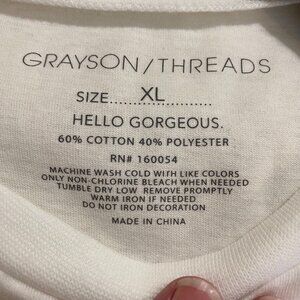 GRAYSON/THREADS
SIZE............XL
HELLO GORGEOUS.
60% COTTON 40% POLYESTER
RN# 160054
MACHINE WASH COLD WITH LIKE COLORS
ONLY NON-CHLORINE BLEACH WHEN NEEDED
TUMBLE DRY LOW REMOVE PROMPTLY
WARM IRON IF NEEDED
DO NOT IRON DECORATION
MADE IN CHINA